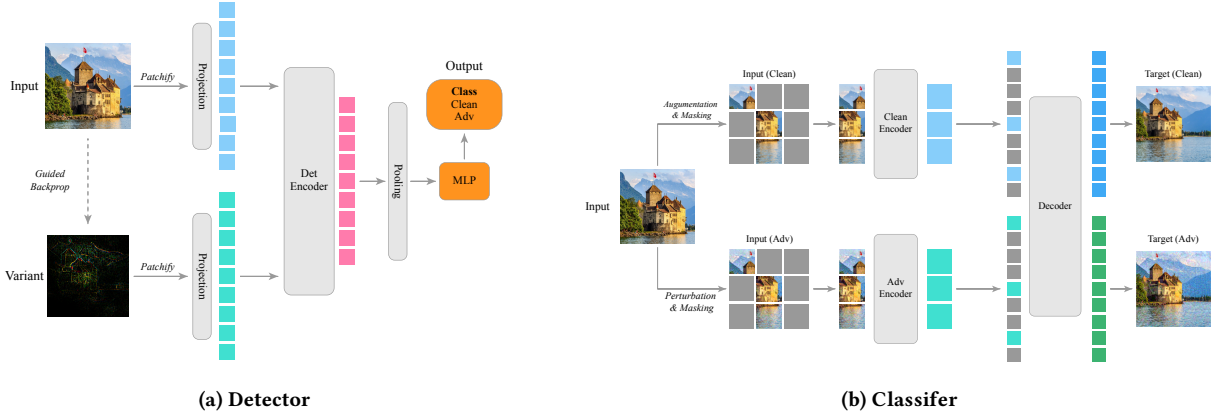 Input
Patchify
Projection
Guided
Backprop
Variant
Patchify
Projection
Det
Encoder
Pooling
Output
Class
Clean
Adv
MLP
(a) Detector
Input
Augumentation
& Masking
Input (Clean)
Clean
Encoder
Perturbation
& Masking
Input (Adv)
Adv
Encoder
Decoder
Target (Clean)
Target (Adv)
(b) Classifer